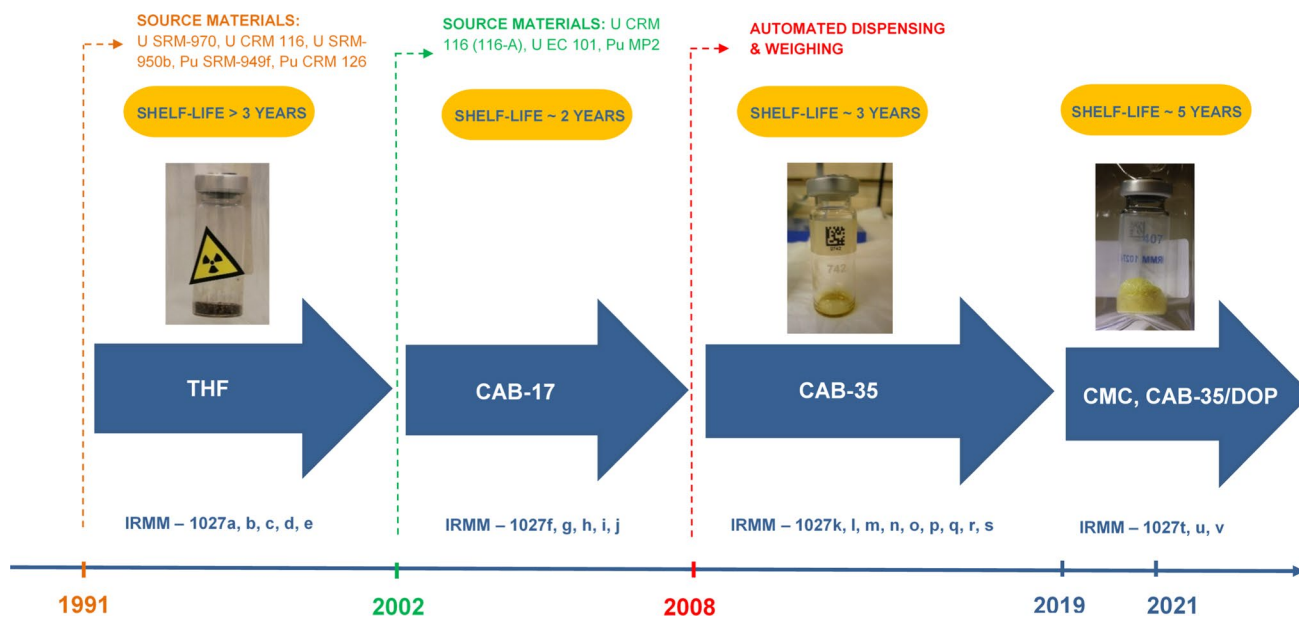 SOURCE MATERIALS:
U SRM-970, U CRM 116, U SRM-
950b, Pu SRM-949f, Pu CRM 126
SOURCE MATERIALS: U CRM
116 (116-A), U EC 101, Pu MP2
AUTOMATED DISPENSING
& WEIGHING
SHELF-LIFE > 3 YEARS
SHELF-LIFE ~ 2 YEARS
SHELF-LIFE ~ 3 YEARS
SHELF-LIFE ~ 5 YEARS
742
407
THF
CAB-17
CAB-35
CMC, CAB-35/DOP
IRMM – 1027a, b, c, d, e
IRMM – 1027f, g, h, i, j
IRMM – 1027k, l, m, n, o, p, q, r, s
IRMM – 1027t, u, v
1991
2002
2008
2019
2021